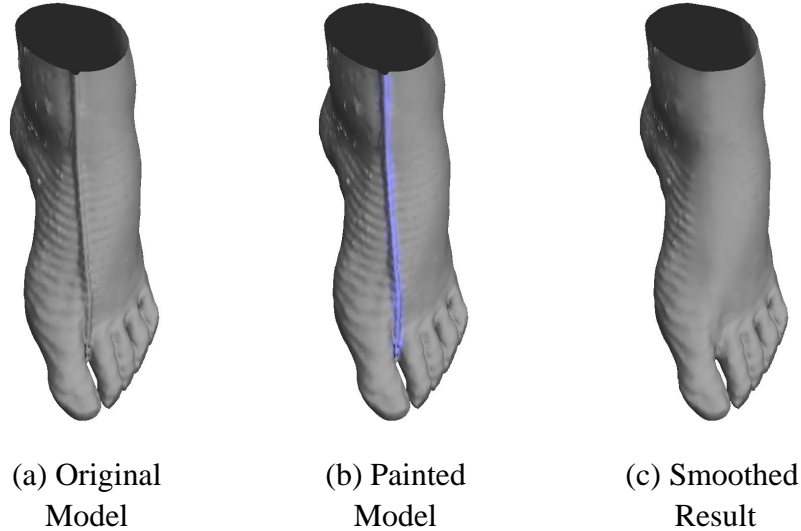 (a) Original
Model
(b) Painted
Model
(c) Smoothed
Result